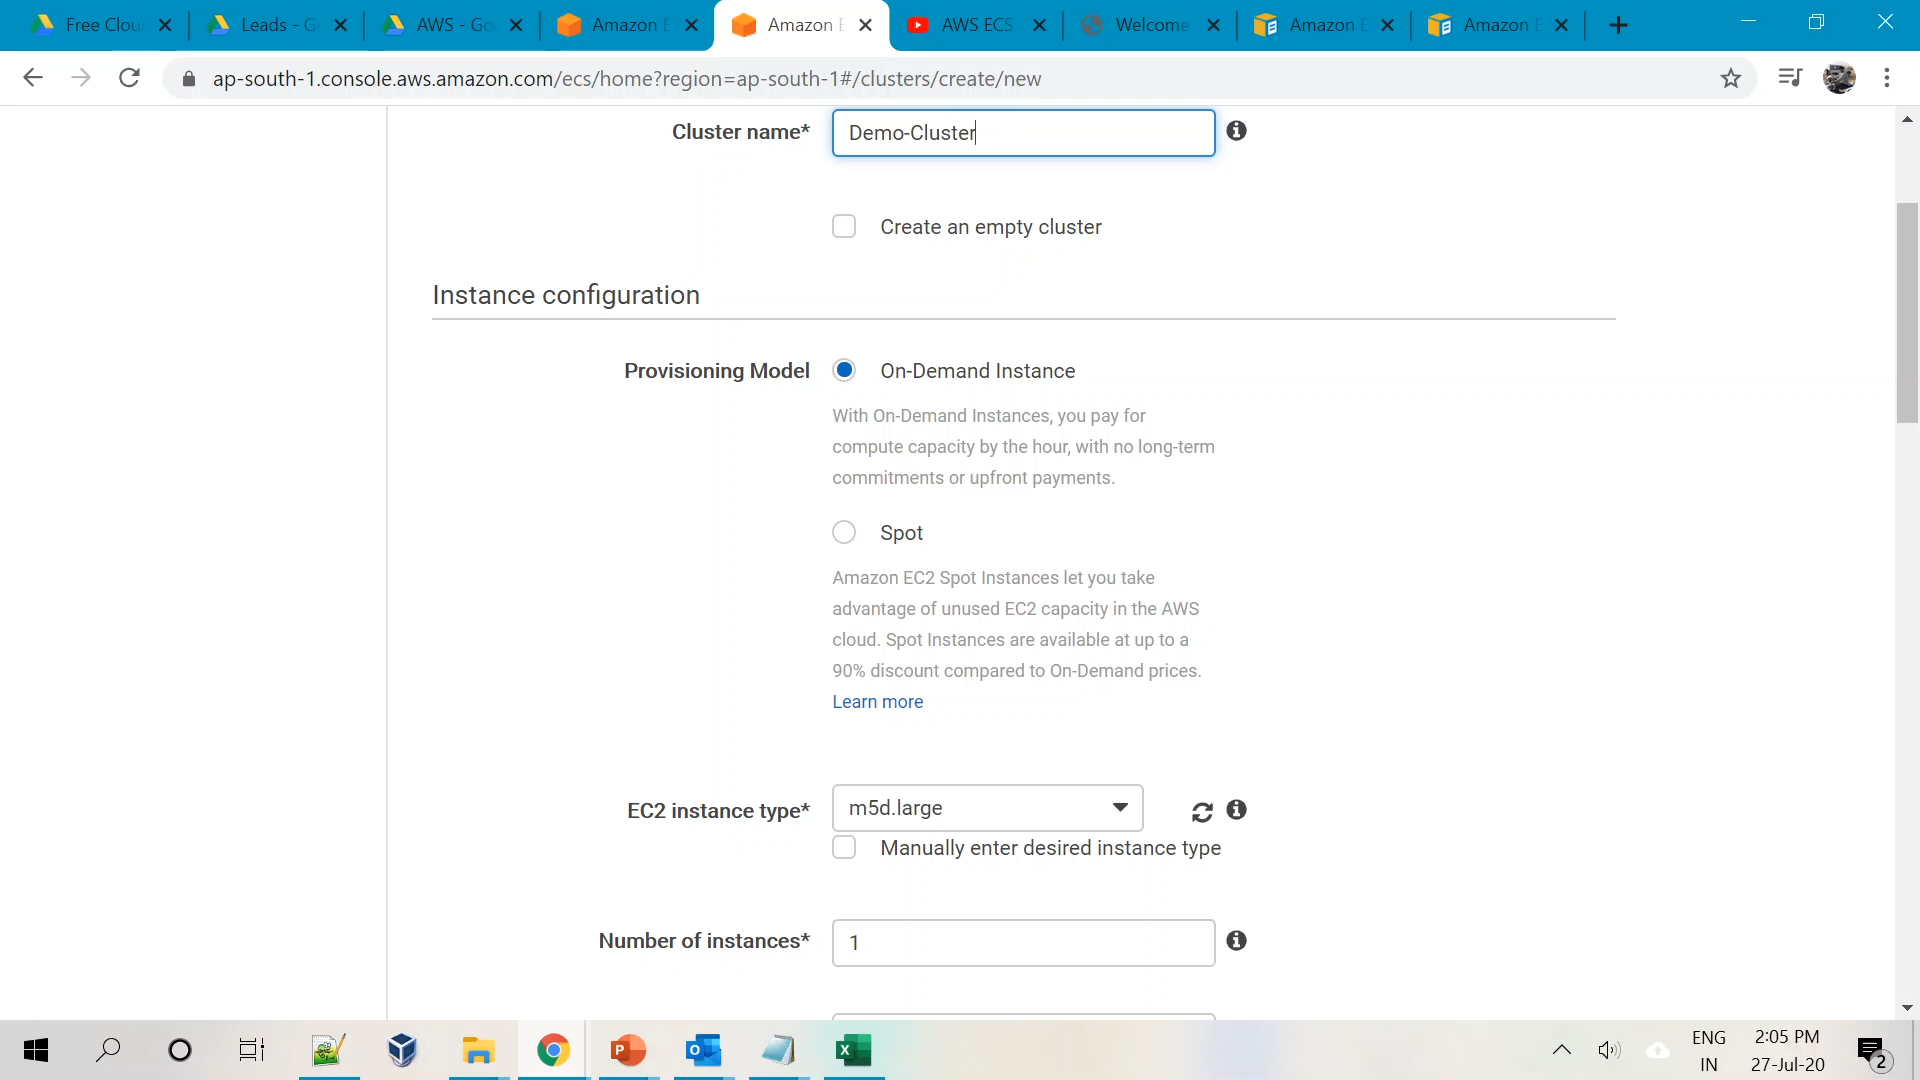 Free Clou
Leads - G
AWS - Go
Amazon E
Amazon E
AWS ECS
Welcome
Amazon E
Amazon E
ap-south-1.console.aws.amazon.com/ecs/home?region=ap-south-1#/clusters/create/new
Cluster name* Demo-Cluster
Create an empty cluster
Instance configuration
Provisioning Model On-Demand Instance
With On-Demand Instances, you pay for
compute capacity by the hour, with no long-term
commitments or upfront payments.
Spot
Amazon EC2 Spot Instances let you take
advantage of unused EC2 capacity in the AWS
cloud. Spot Instances are available at up to a
90% discount compared to On-Demand prices.
Learn more
EC2 instance type* m5d.large
Manually enter desired instance type
Number of instances* 1
ENG 2:05 PM
IN 27-Jul-20 2